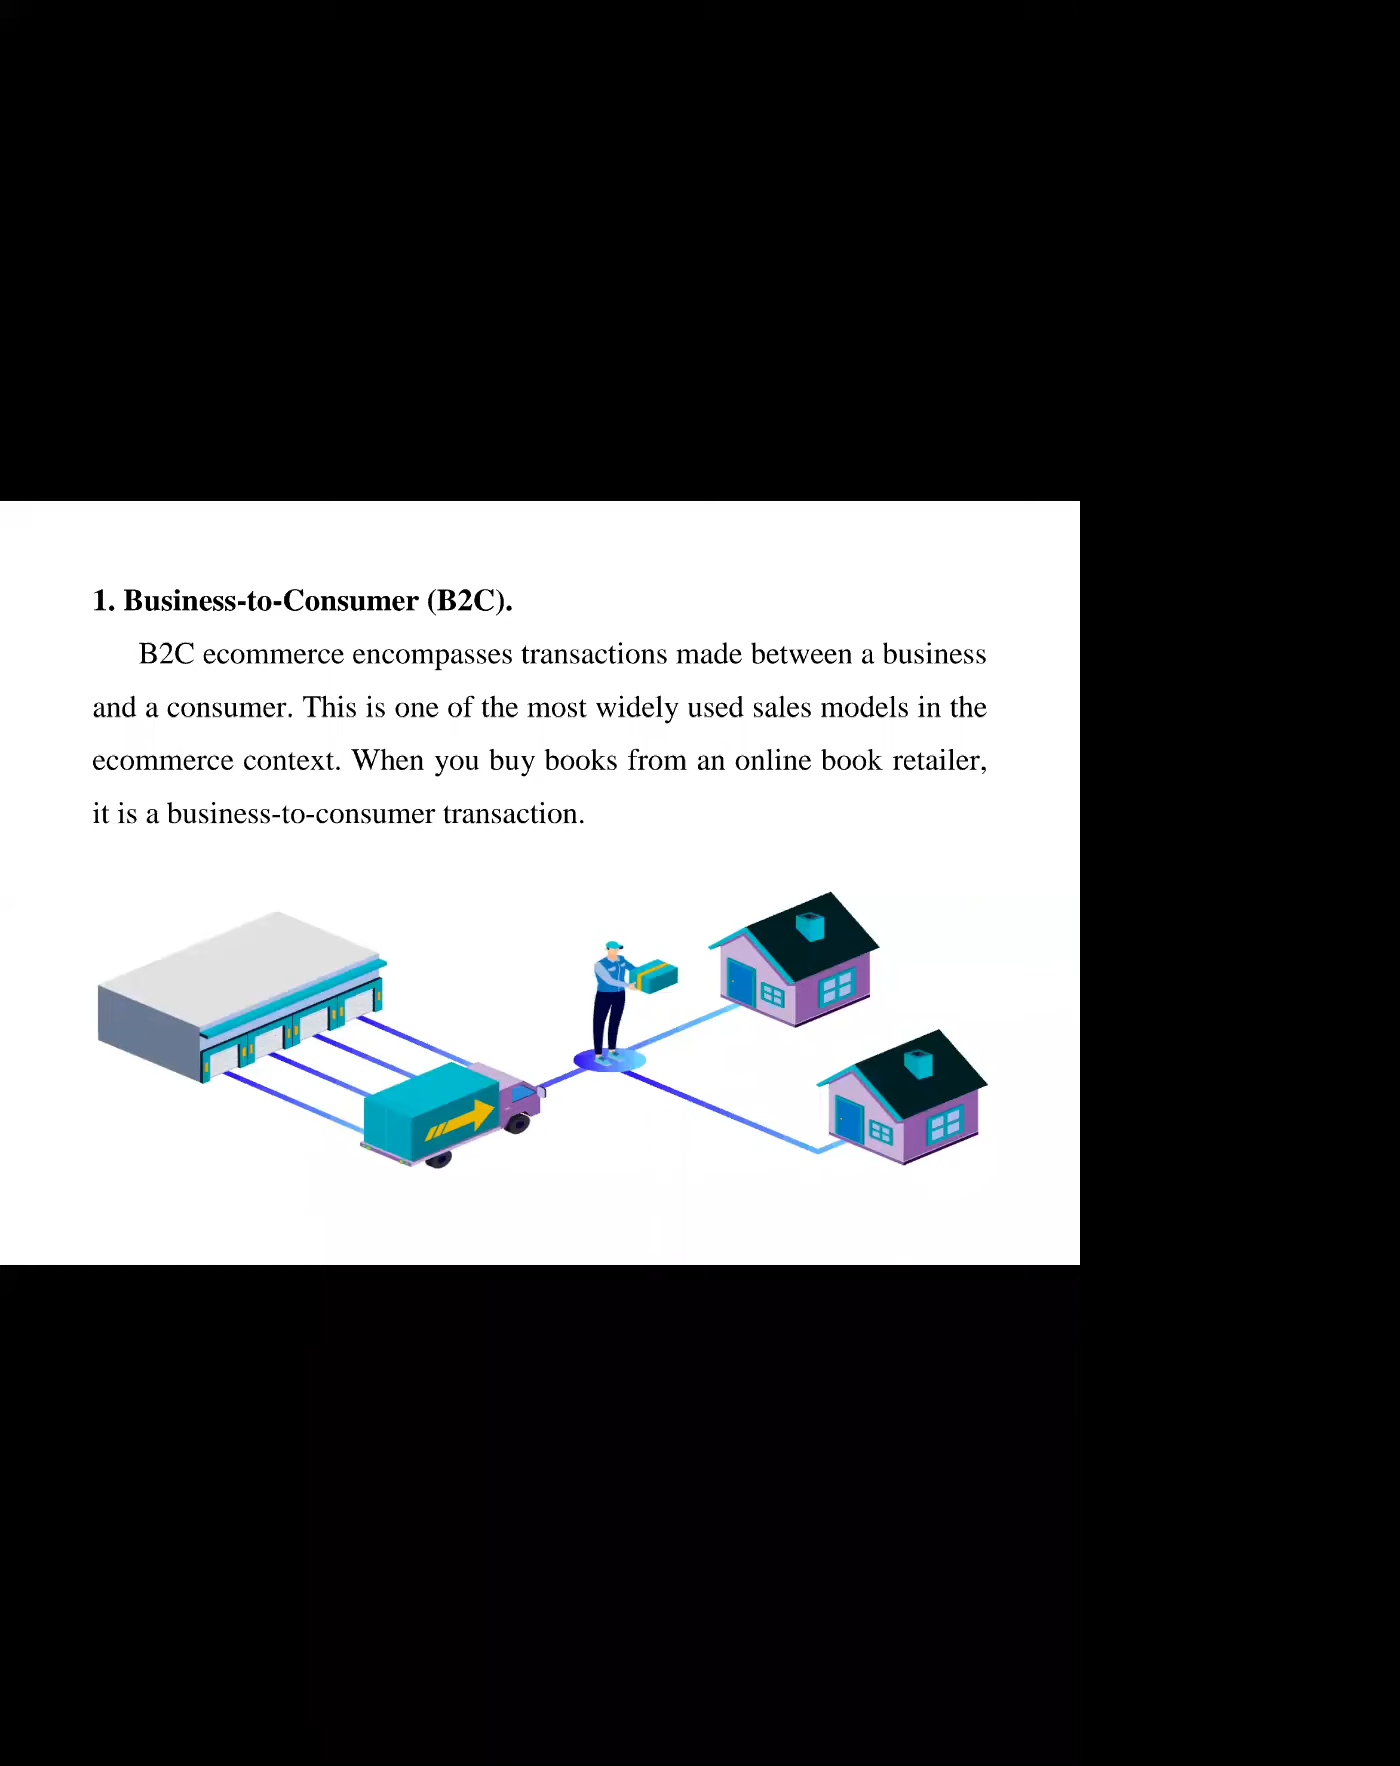 1. Business-to-Consumer (B2C).
B2C ecommerce encompasses transactions made between a business
and a consumer. This is one of the most widely used sales models in the
ecommerce context. When you buy books from an online book retailer,
it is a business-to-consumer transaction.